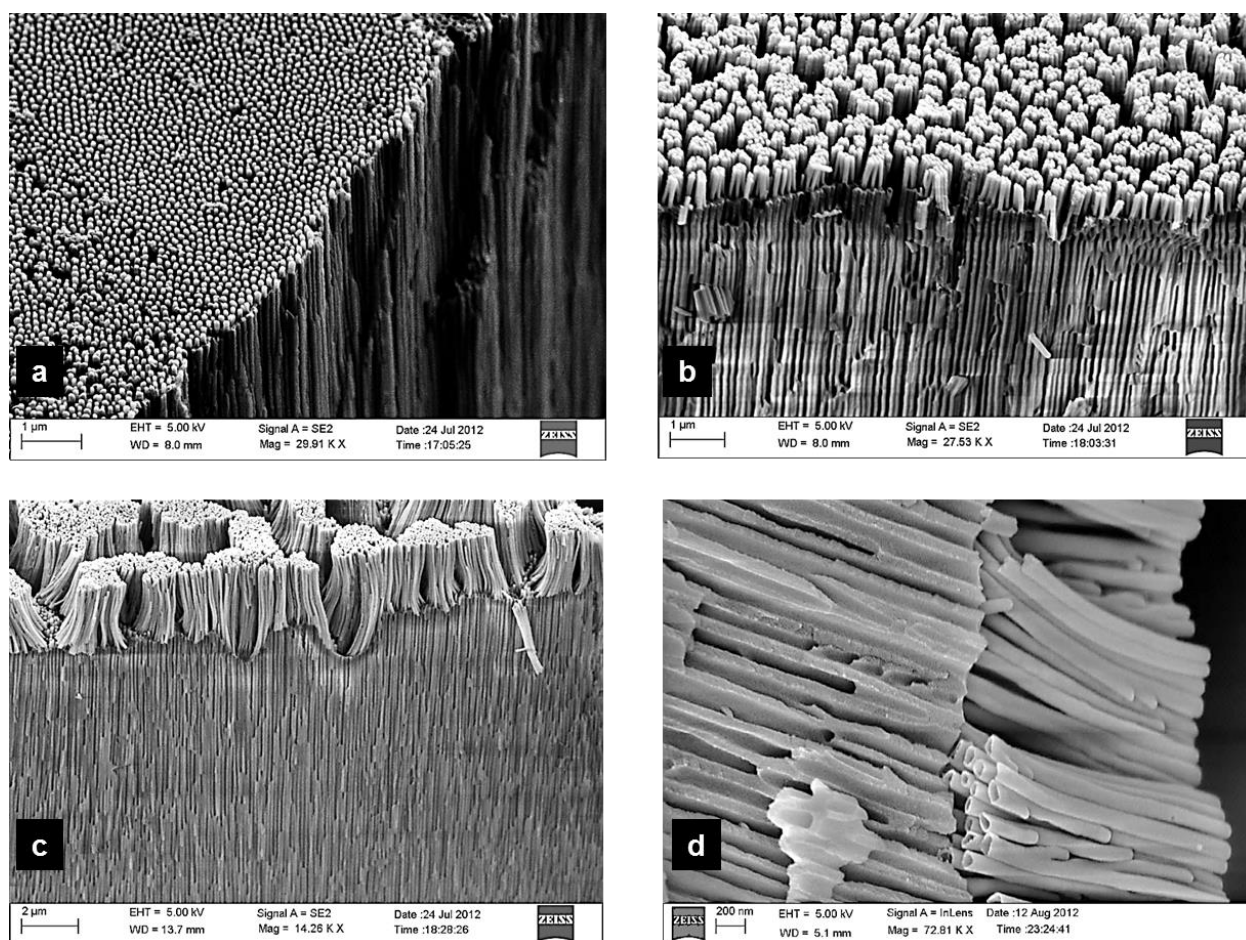 a
1 µm
EHT = 5.00 kV
WD = 8.0 mm
Signal A = SE2
Mag = 29.91 K X
Date :24 Jul 2012
Time :17:05:25
ZEISS
b
1 µm
EHT = 5.00 kV
WD = 8.0 mm
Signal A = SE2
Mag = 27.53 K X
Date :24 Jul 2012
Time :18:03:31
ZEISS
c
2 µm
EHT = 5.00 kV
WD = 13.7 mm
Signal A = SE2
Mag = 14.26 K X
Date :24 Jul 2012
Time :18:28:26
ZEISS
d
ZEISS
200 nm
EHT = 5.00 kV
WD = 5.1 mm
Signal A = InLens
Mag = 72.81 K X
Date :12 Aug 2012
Time :23:24:41